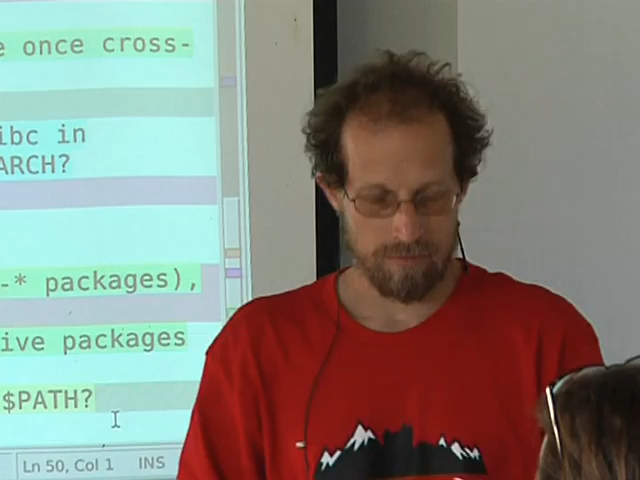 e once cross-
ibc in
ARCH?
-* packages),
ive packages
$PATH?
Ln 50, Col 1 INS